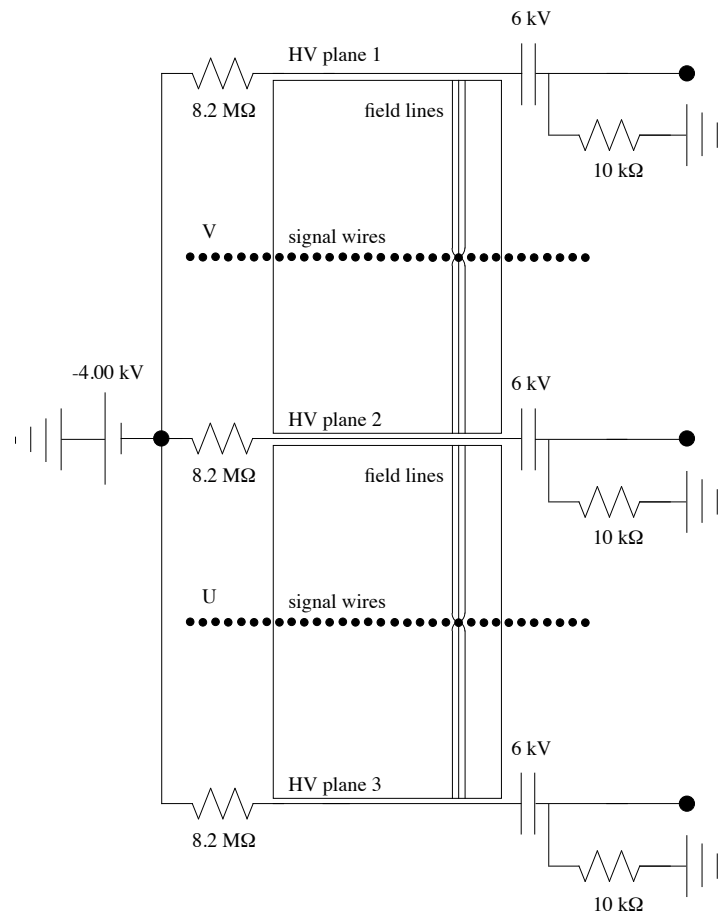 6 kV
HV plane 1
8.2 MΩ
field lines
10 kΩ
V
signal wires
-4.00 kV
6 kV
HV plane 2
8.2 MΩ
field lines
10 kΩ
U
signal wires
6 kV
HV plane 3
8.2 MΩ
10 kΩ